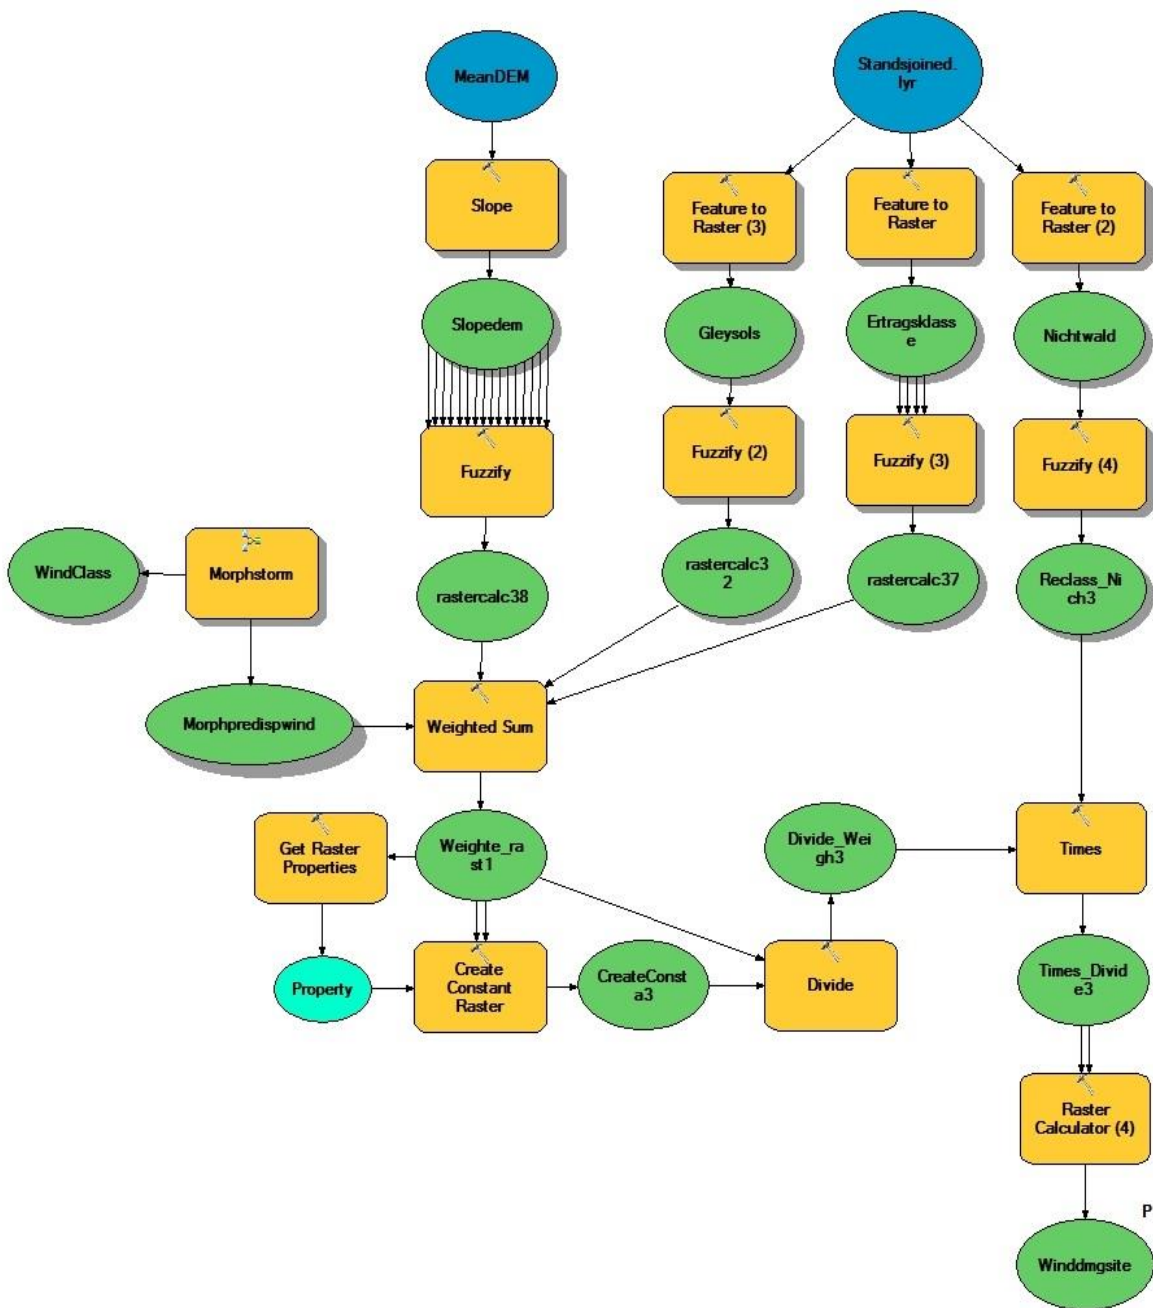 MeanDEM
Standsjoined.
lyr
Slope
Feature to
Raster (3)
Feature to
Raster
Feature to
Raster (2)
Slopedem
Gleysols
Ertragsklass
e
Nichtwald
Fuzzify
Fuzzify (2)
Fuzzify (3)
Fuzzify (4)
WindClass
Morphstorm
rastercalc38
rastercalc3
2
rastercalc37
Reclass_Ni
ch3
Morphpredispwind
Weighted Sum
Get Raster
Properties
Weighte_ra
st1
Divide_Wei
gh3
Times
Property
Create
Constant
Raster
CreateConst
a3
Divide
Times_Divid
e3
Raster
Calculator (4)
P
Winddmgsite